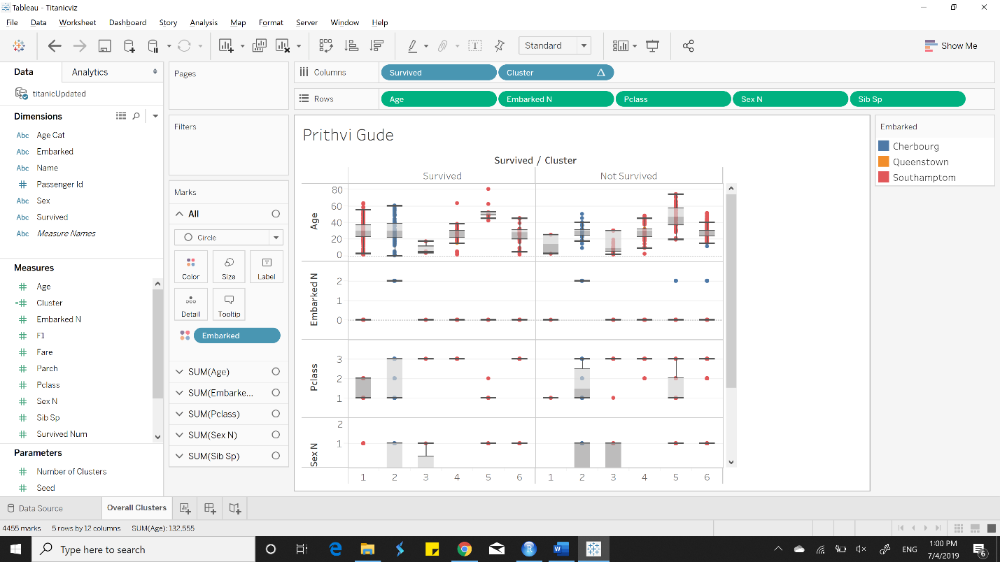 Tableau - Titanicviz
File Data Worksheet Dashboard Story Analysis Map Format Server Window Help
Standard
Show Me
Data Analytics
titanicUpdated
Dimensions
Abc Age Cat
Abc Embarked
Abc Name
# Passenger Id
Abc Sex
Abc Survived
Abc Measure Names
Measures
# Age
=# Cluster
# Embarked N
# F1
# Fare
# Parch
# Pclass
# Sex N
# Sib Sp
# Survived Num
Parameters
# Number of Clusters
# Seed
Pages
Filters
Marks
All
Circle
Color Size Label
Detail Tooltip
Embarked
SUM(Age)
SUM(Embarke...
SUM(Pclass)
SUM(Sex N)
SUM(Sib Sp)
Columns Survived Cluster Δ
Rows Age Embarked N Pclass Sex N Sib Sp
Prithvi Gude
Survived / Cluster
Survived Not Survived
Age
80
60
40
20
0
Embarked N
2
1
0
Pclass
3
2
1
Sex N
2
1
1 2 3 4 5 6 1 2 3 4 5 6
Embarked
Cherbourg
Queenstown
Southamptom
Data Source Overall Clusters
4455 marks 5 rows by 12 columns SUM(Age): 132,555
Type here to search
ENG
1:00 PM
7/4/2019
6